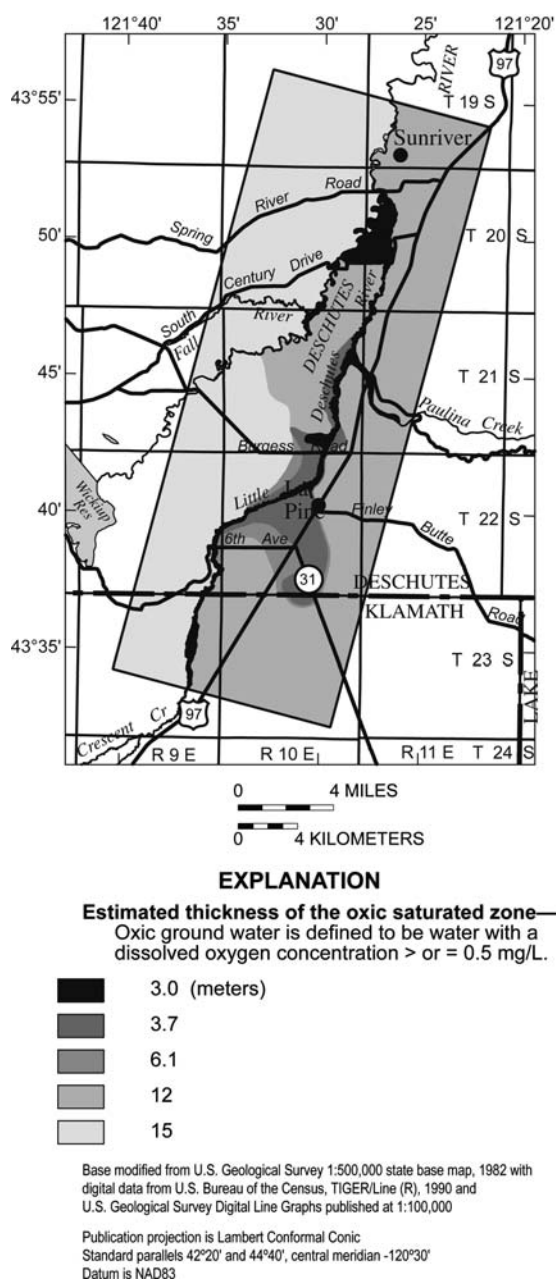 121°40' 35' 30' 25' 121°20'
97
RIVER
43°55'
T 19 S
Sunriver
Spring River Road
50'
T 20 S
South Century Drive
DESCHUTES
River
Fall River
45'
Deschutes
T 21 S
Paulina Creek
Burgess Road
Wickiup
Res
Little
La
Pine
40'
Finley Butte Road
T 22 S
6th Ave
31
DESCHUTES
KLAMATH
43°35'
T 23 S
LAKE
97
Crescent Cr
R 9 E R 10 E R 11 E T 24 S
0 4 MILES
0 4 KILOMETERS
EXPLANATION
Estimated thickness of the oxic saturated zone—
Oxic ground water is defined to be water with a
dissolved oxygen concentration > or = 0.5 mg/L.
3.0 (meters)
3.7
6.1
12
15
Base modified from U.S. Geological Survey 1:500,000 state base map, 1982 with
digital data from U.S. Bureau of the Census, TIGER/Line (R), 1990 and
U.S. Geological Survey Digital Line Graphs published at 1:100,000
Publication projection is Lambert Conformal Conic
Standard parallels 42°20' and 44°40', central meridian -120°30'
Datum is NAD83